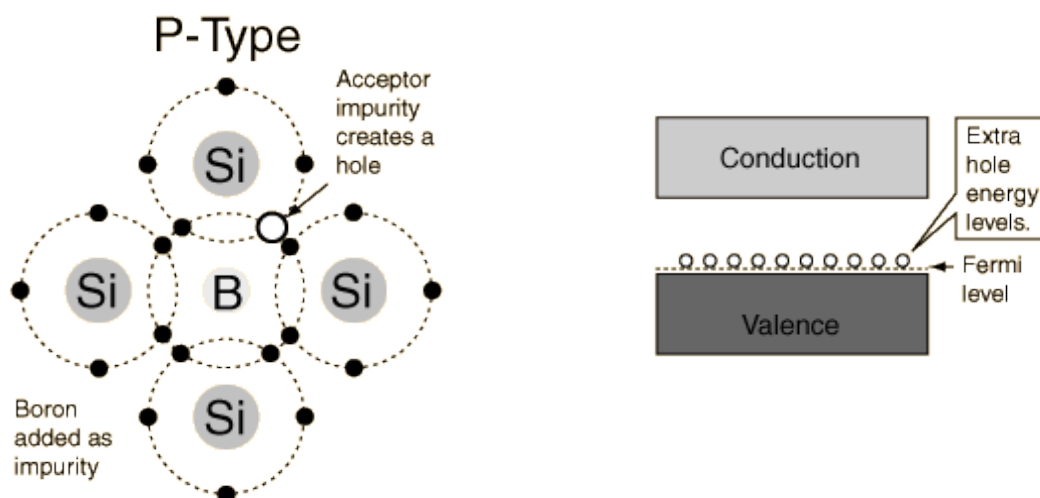 P-Type
Acceptor
impurity
creates a
hole
Si
Si
B
Si
Si
Boron
added as
impurity
Conduction
Extra
hole
energy
levels.
Fermi
level
Valence